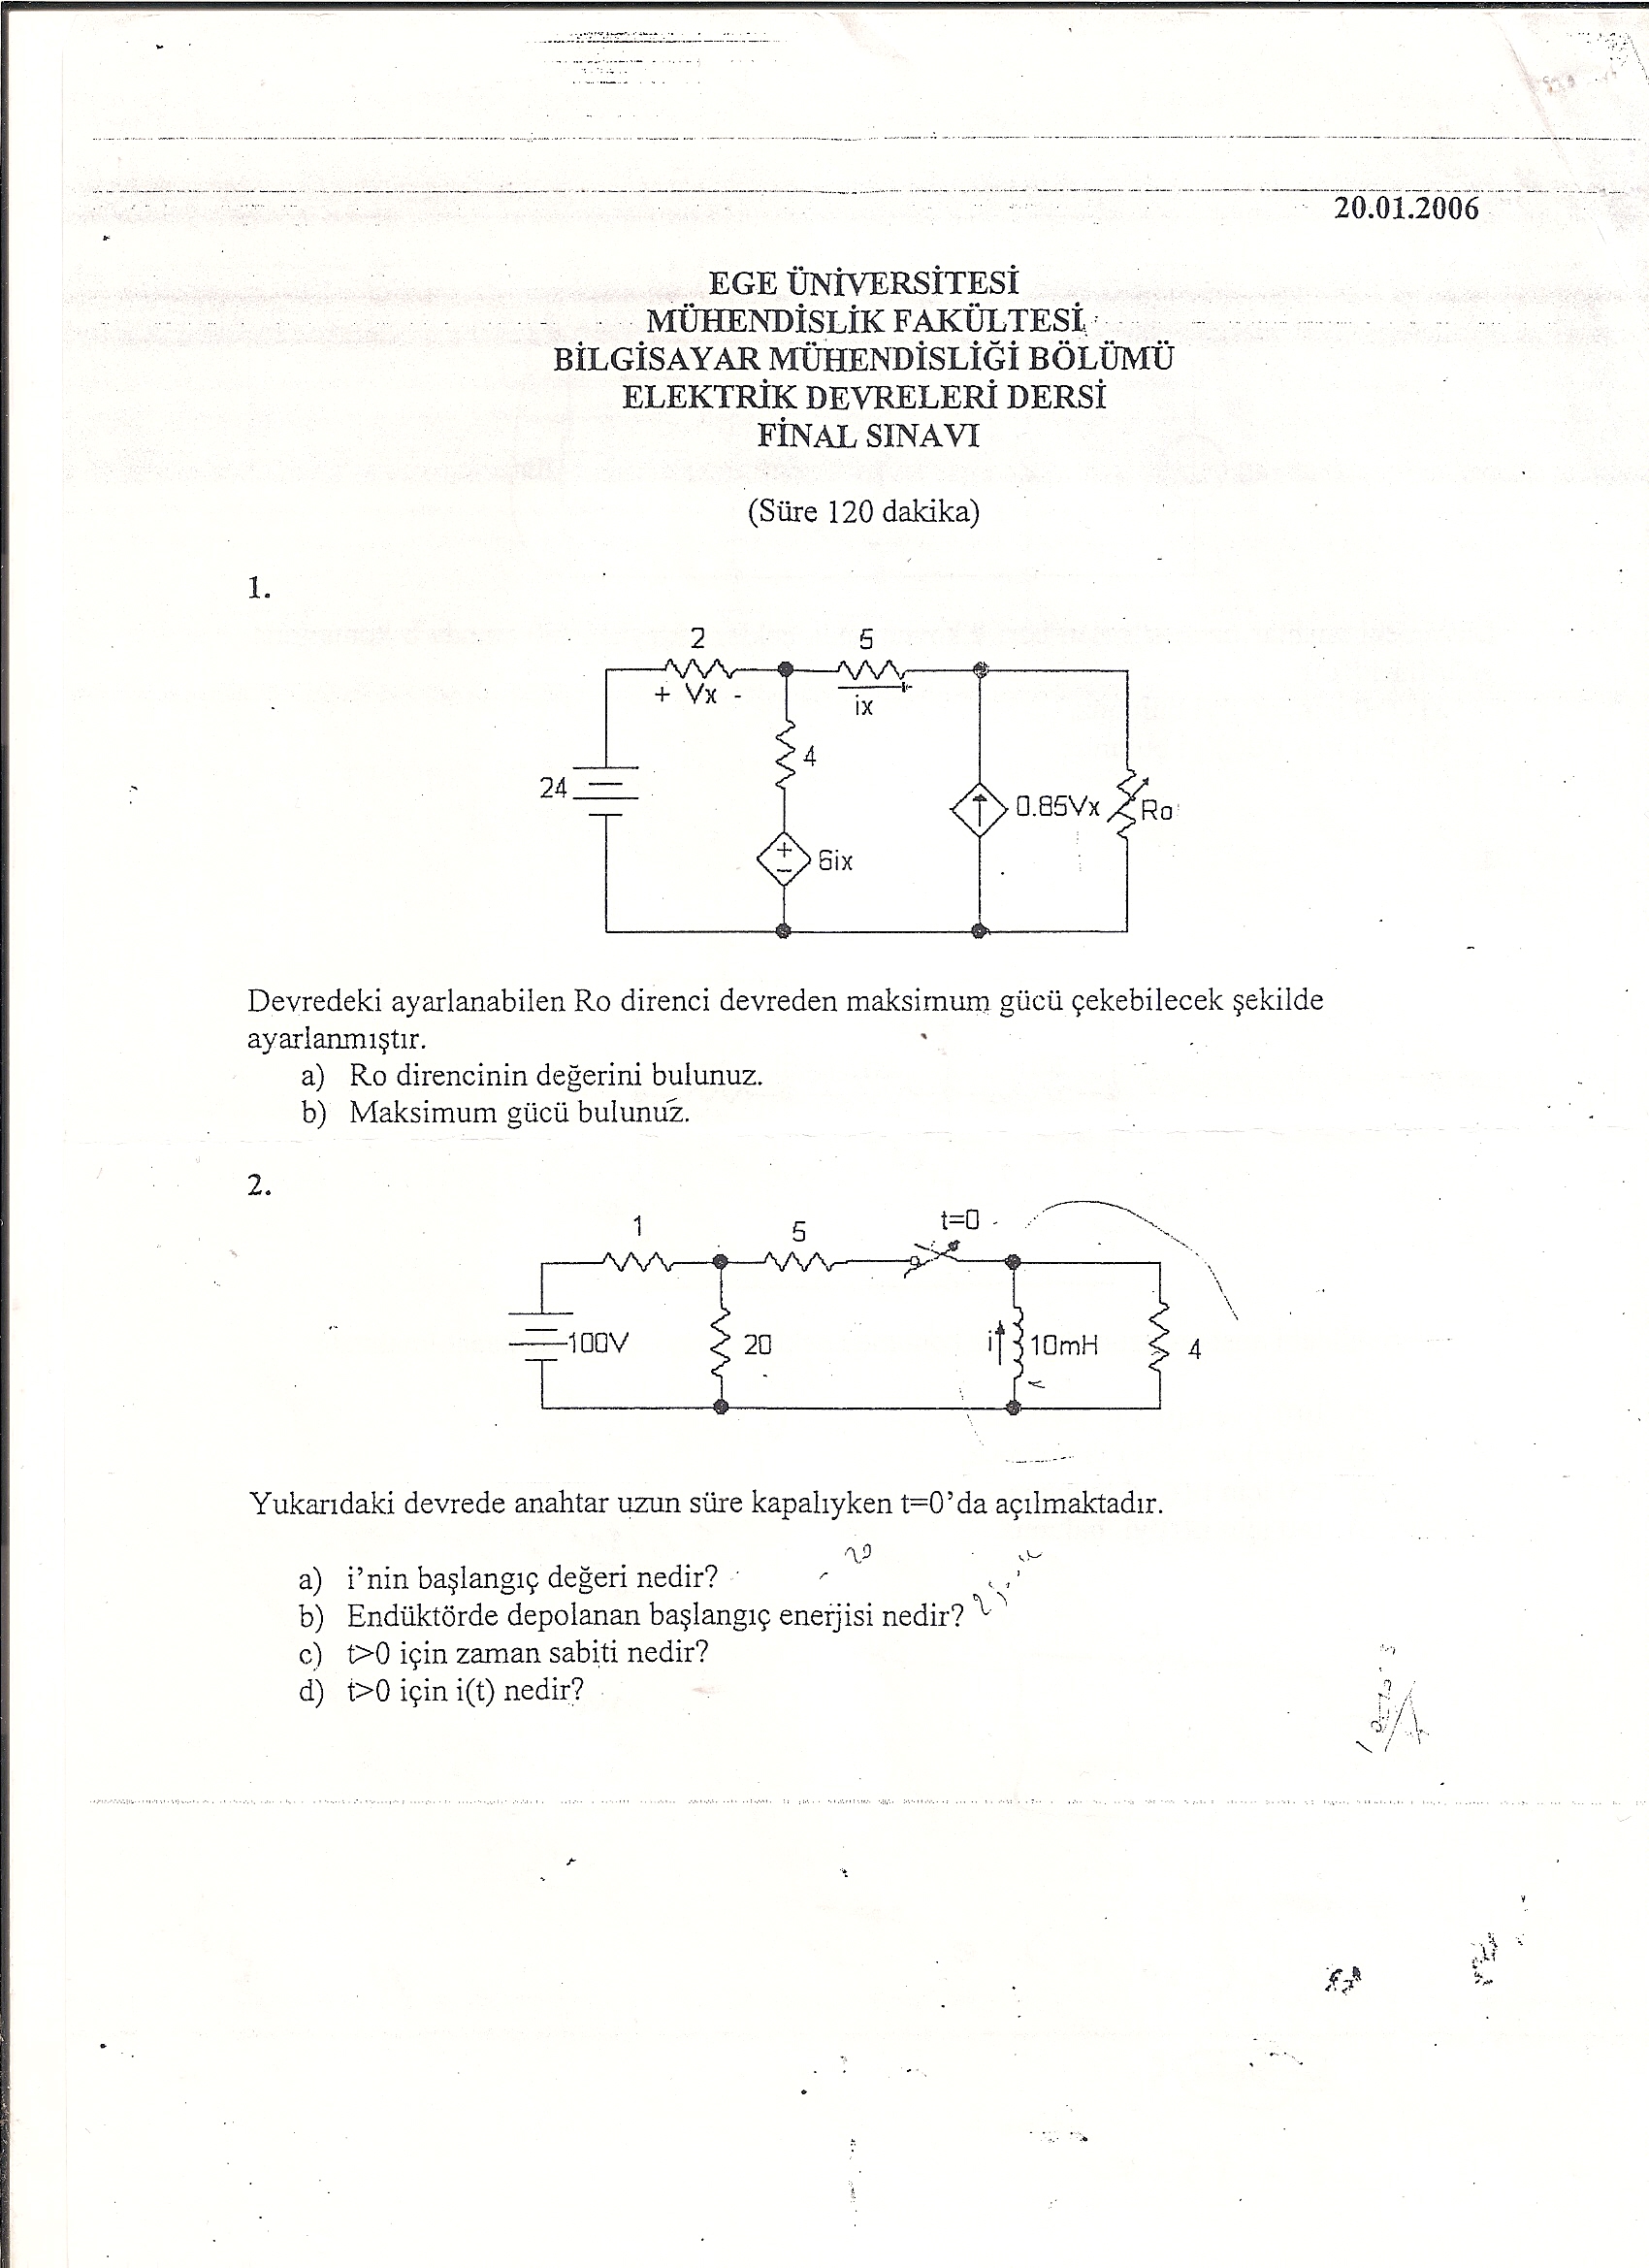 20.01.2006
EGE ÜNİVERSİTESİ
MÜHENDİSLİK FAKÜLTESİ
BİLGİSAYAR MÜHENDİSLİĞİ BÖLÜMÜ
ELEKTRİK DEVRELERİ DERSİ
FİNAL SINAVI
(Süre 120 dakika)
1.
2 5
+ Vx - ix
4
24 0.85Vx Ro
+
- 6ix
Devredeki ayarlanabilen Ro direnci devreden maksimum gücü çekebilecek şekilde
ayarlanmıştır.
a) Ro direncinin değerini bulunuz.
b) Maksimum gücü bulunuz.
2.
1 5 t=0
100V 20 i 10mH 4
Yukarıdaki devrede anahtar uzun süre kapalıyken t=0'da açılmaktadır.
20
a) i'nin başlangıç değeri nedir?
b) Endüktörde depolanan başlangıç enerjisi nedir?
c) t>0 için zaman sabiti nedir?
d) t>0 için i(t) nedir?